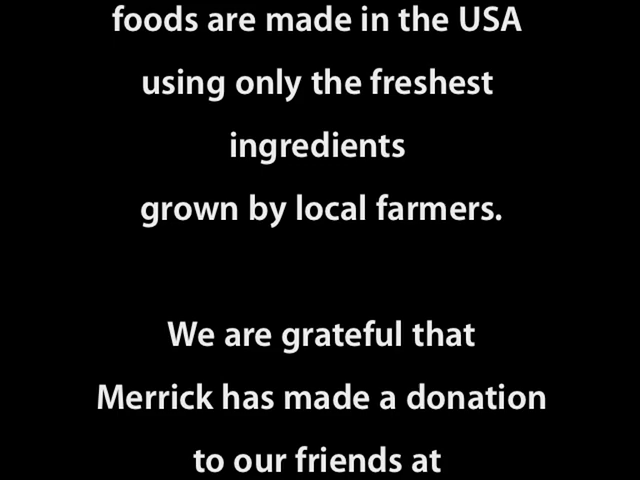 foods are made in the USA
using only the freshest
ingredients
grown by local farmers.
We are grateful that
Merrick has made a donation
to our friends at